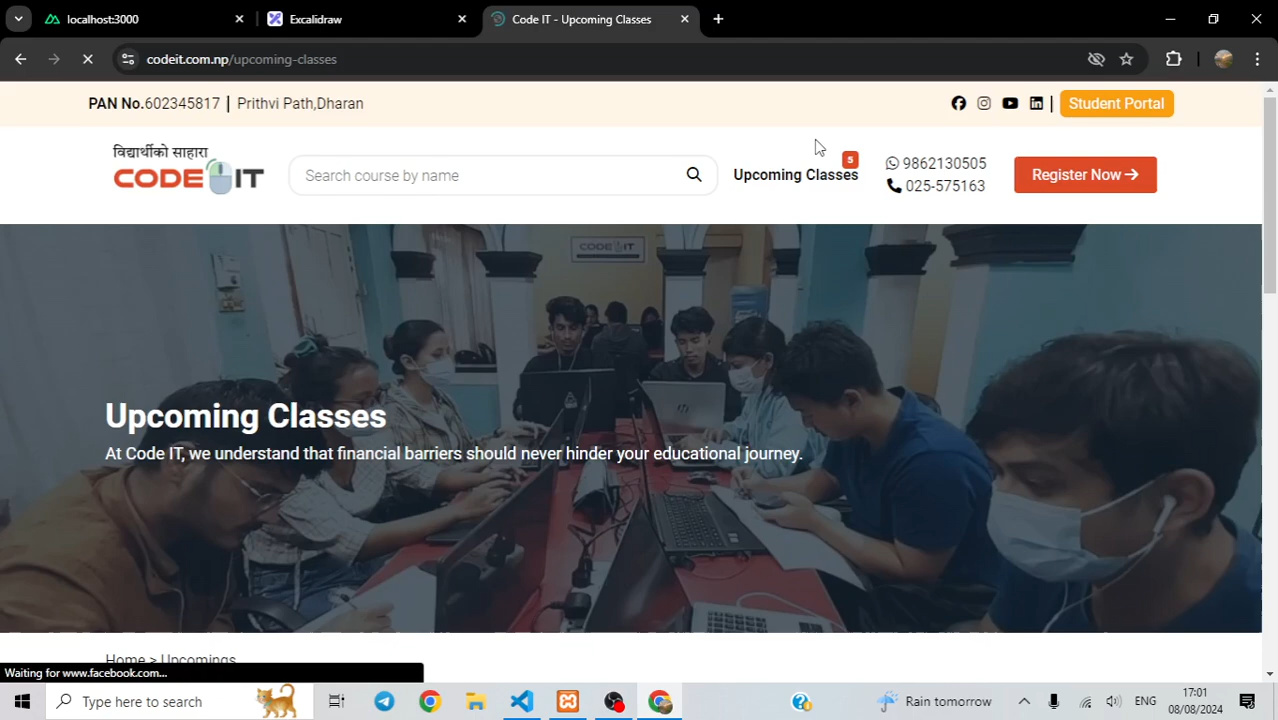 localhost:3000
Excalidraw
Code IT - Upcoming Classes
codeit.com.np/upcoming-classes
PAN No.602345817 | Prithvi Path,Dharan
Student Portal
विद्यार्थीको साहारा
CODE IT
Search course by name
Upcoming Classes
5
9862130505
025-575163
Register Now
CODE IT
Upcoming Classes
At Code IT, we understand that financial barriers should never hinder your educational journey.
Home > Upcomings
Waiting for www.facebook.com...
Type here to search
Rain tomorrow
ENG
17:01
08/08/2024